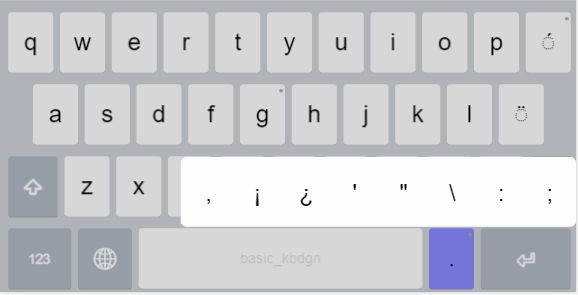 q w e r t y u i o p ◌́
a s d f g h j k l ◌̈
z x , ¡ ¿ ' " \ : ;
123 basic_kbdgn .